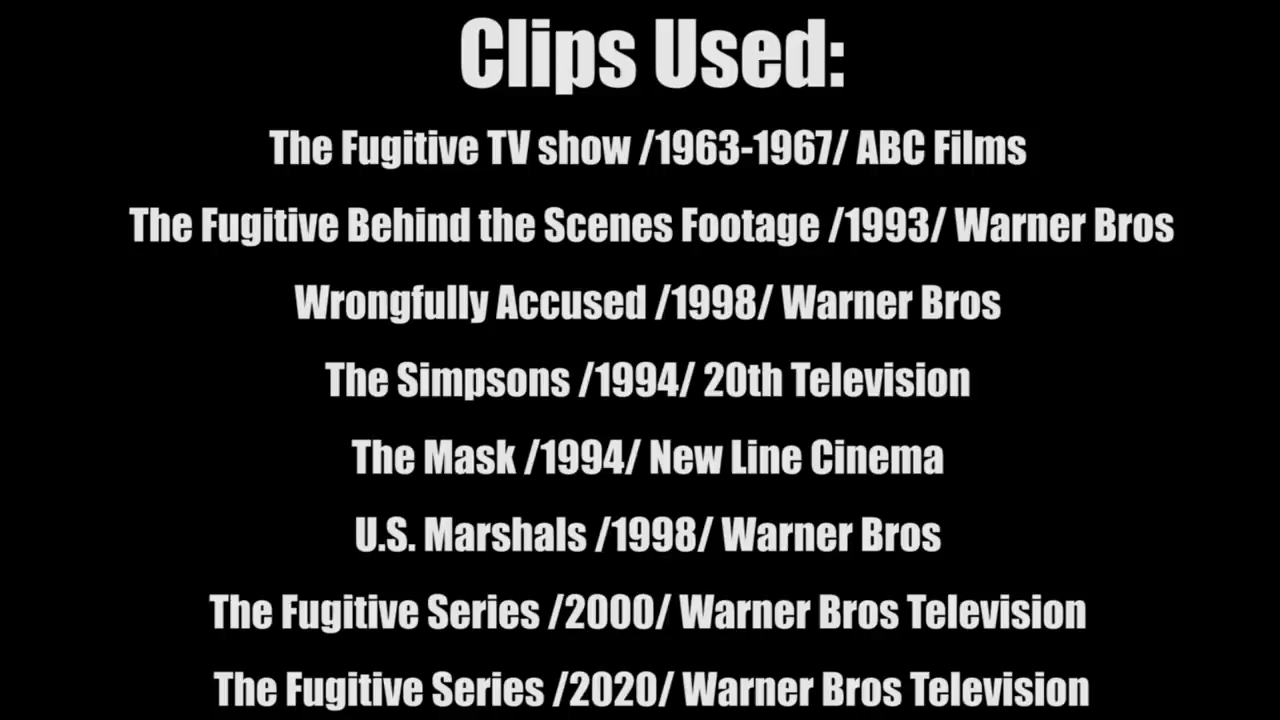 Clips Used:
The Fugitive TV show /1963-1967/ ABC Films
The Fugitive Behind the Scenes Footage /1993/ Warner Bros
Wrongfully Accused /1998/ Warner Bros
The Simpsons /1994/ 20th Television
The Mask /1994/ New Line Cinema
U.S. Marshals /1998/ Warner Bros
The Fugitive Series /2000/ Warner Bros Television
The Fugitive Series /2020/ Warner Bros Television